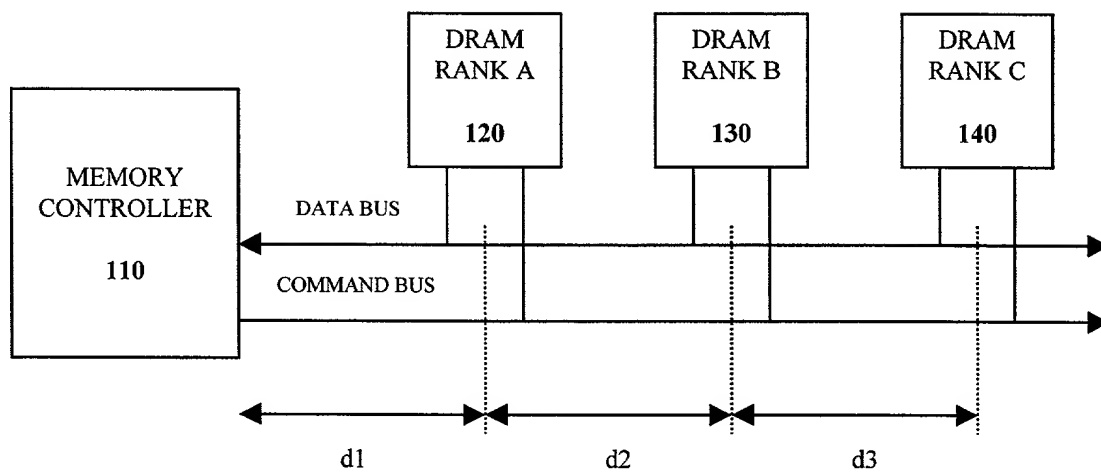 DRAM
RANK A
120
DRAM
RANK B
130
DRAM
RANK C
140
MEMORY
CONTROLLER
110
DATA BUS
COMMAND BUS
d1
d2
d3